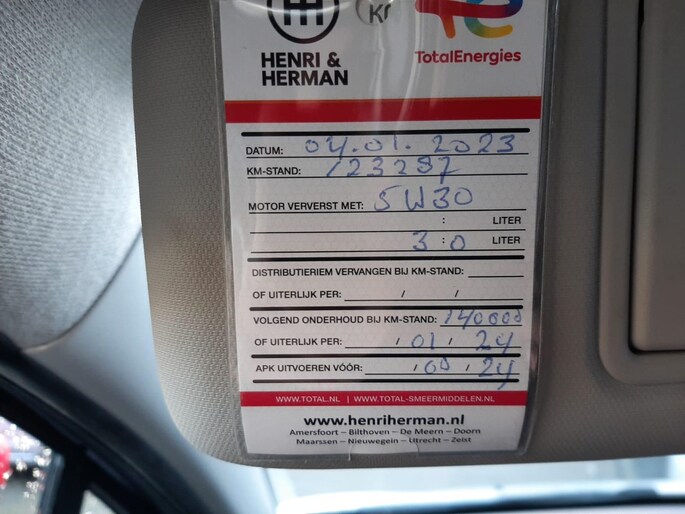 Kr
HENRI &
HERMAN
TotalEnergies
DATUM: 04.01.2023
KM-STAND: 123287
MOTOR VERVERST MET: 5W30
: LITER
3:0 LITER
DISTRIBUTIERIEM VERVANGEN BIJ KM-STAND:
OF UITERLIJK PER: / /
VOLGEND ONDERHOUD BIJ KM-STAND: 140000
OF UITERLIJK PER: / 01 / 24
APK UITVOEREN VÓÓR: / 00 / 24
WWW.TOTAL.NL | WWW.TOTAL-SMEERMIDDELEN.NL
www.henriherman.nl
Amersfoort – Bilthoven – De Meern – Doorn
Maarssen – Nieuwegein – Utrecht – Zeist